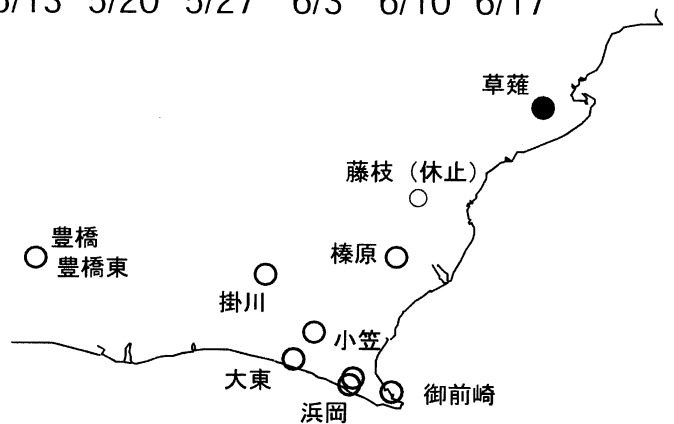 5/13 5/20 5/27 6/3 6/10 6/17
草薙
藤枝（休止）
豊橋
豊橋東
榛原
掛川
小笠
大東
浜岡
御前崎